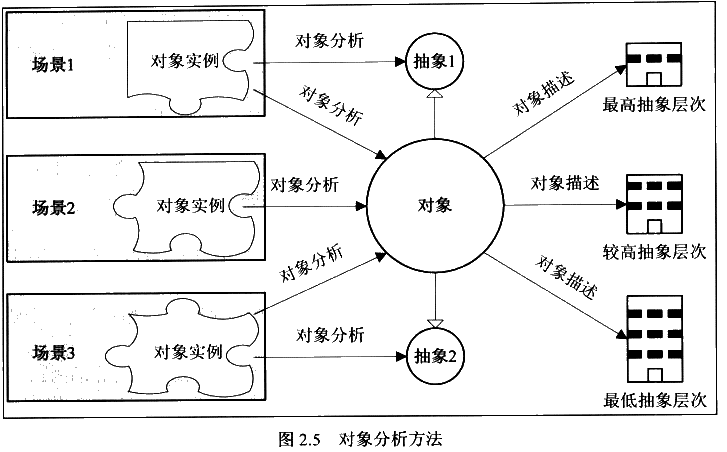 场景1
对象实例
对象分析
抽象1
对象分析
对象描述
最高抽象层次
场景2
对象实例
对象分析
对象
对象描述
较高抽象层次
对象分析
对象描述
场景3
对象实例
对象分析
抽象2
最低抽象层次
图 2.5 对象分析方法